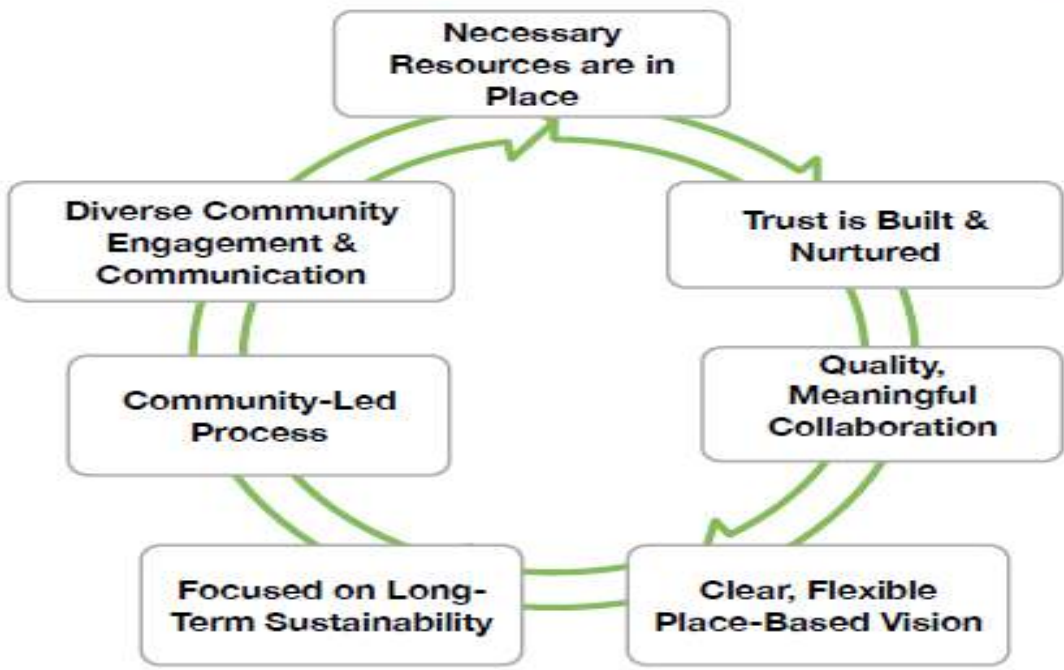 Necessary
Resources are in
Place
Trust is Built &
Nurtured
Quality,
Meaningful
Collaboration
Clear, Flexible
Place-Based Vision
Focused on Long-
Term Sustainability
Community-Led
Process
Diverse Community
Engagement &
Communication